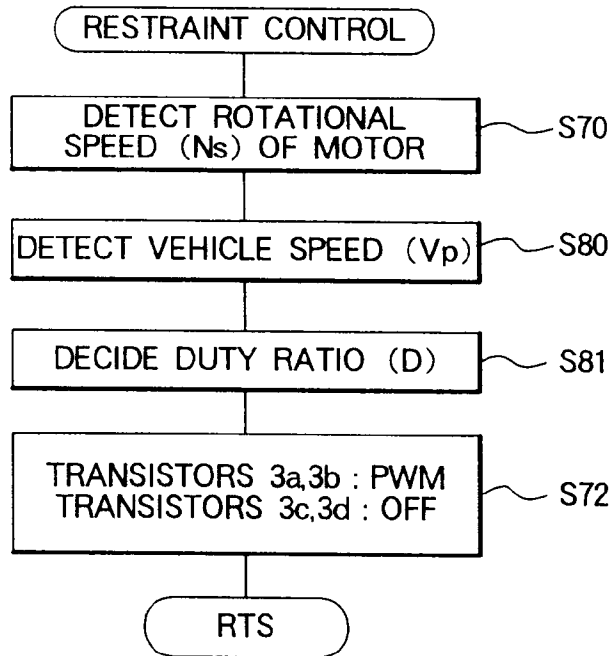 RESTRAINT CONTROL
DETECT ROTATIONAL
SPEED (Ns) OF MOTOR
S70
DETECT VEHICLE SPEED (Vp)
S80
DECIDE DUTY RATIO (D)
S81
TRANSISTORS 3a,3b : PWM
TRANSISTORS 3c,3d : OFF
S72
RTS